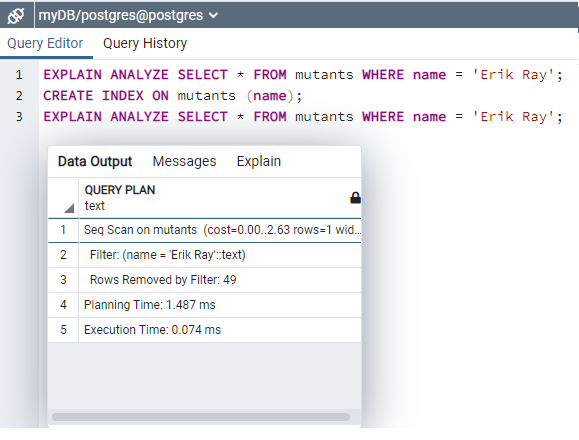 myDB/postgres@postgres
Query Editor Query History
1 EXPLAIN ANALYZE SELECT * FROM mutants WHERE name = 'Erik Ray';
2 CREATE INDEX ON mutants (name);
3 EXPLAIN ANALYZE SELECT * FROM mutants WHERE name = 'Erik Ray';
Data Output Messages Explain
QUERY PLAN
text
1 Seq Scan on mutants (cost=0.00..2.63 rows=1 wid...
2 Filter: (name = 'Erik Ray'::text)
3 Rows Removed by Filter: 49
4 Planning Time: 1.487 ms
5 Execution Time: 0.074 ms